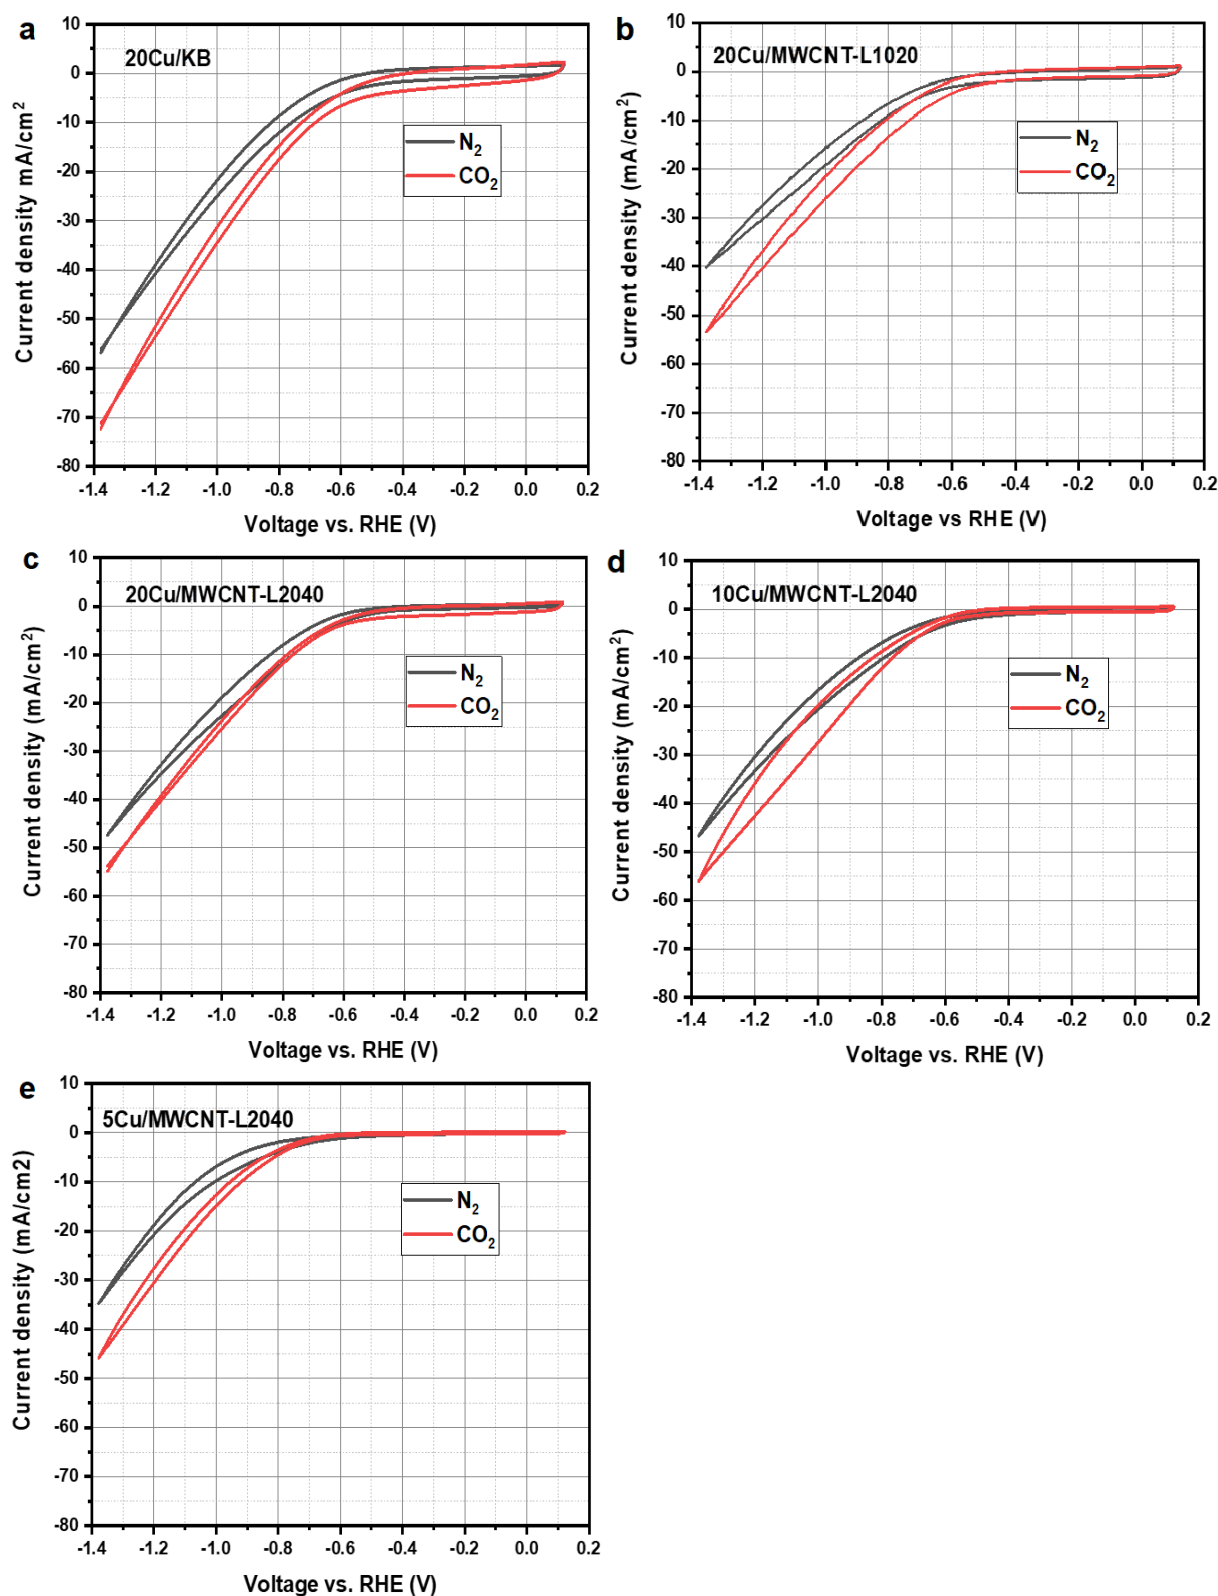 a
20Cu/KB
N2
CO2
Current density mA/cm²
10
0
-10
-20
-30
-40
-50
-60
-70
-80
-1.4 -1.2 -1.0 -0.8 -0.6 -0.4 -0.2 0.0 0.2
Voltage vs. RHE (V)
b
20Cu/MWCNT-L1020
N2
CO2
Current density (mA/cm²)
10
0
-10
-20
-30
-40
-50
-60
-70
-80
-1.4 -1.2 -1.0 -0.8 -0.6 -0.4 -0.2 0.0 0.2
Voltage vs RHE (V)
c
20Cu/MWCNT-L2040
N2
CO2
Current density (mA/cm²)
10
0
-10
-20
-30
-40
-50
-60
-70
-80
-1.4 -1.2 -1.0 -0.8 -0.6 -0.4 -0.2 0.0 0.2
Voltage vs. RHE (V)
d
10Cu/MWCNT-L2040
N2
CO2
Current density (mA/cm²)
10
0
-10
-20
-30
-40
-50
-60
-70
-80
-1.4 -1.2 -1.0 -0.8 -0.6 -0.4 -0.2 0.0 0.2
Voltage vs. RHE (V)
e
5Cu/MWCNT-L2040
N2
CO2
Current density (mA/cm2)
10
0
-10
-20
-30
-40
-50
-60
-70
-80
-1.4 -1.2 -1.0 -0.8 -0.6 -0.4 -0.2 0.0 0.2
Voltage vs. RHE (V)